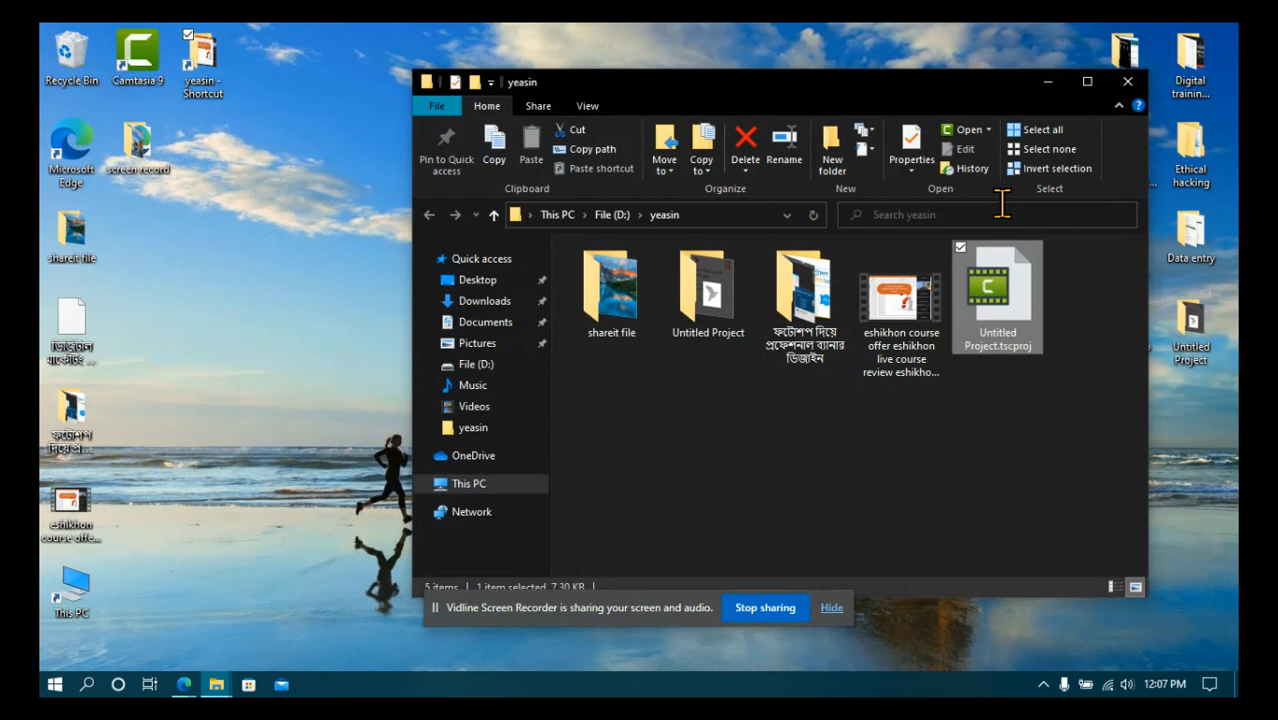 Recycle Bin
Camtasia 9
yeasin -
Shortcut
Microsoft
Edge
screen record
shareit file
ডিজিটাল
মার্কেটিং ...
ফটোশপ
দিয়ে প্র...
eshikhon
course offe...
This PC
yeasin
File
Home
Share
View
Pin to Quick
access
Copy
Paste
Cut
Copy path
Paste shortcut
Clipboard
Move
to
Copy
to
Delete
Rename
Organize
New
folder
New
Properties
Open
Edit
History
Open
Select all
Select none
Invert selection
Select
This PC
File (D:)
yeasin
Search yeasin
Quick access
Desktop
Downloads
Documents
Pictures
File (D:)
Music
Videos
yeasin
OneDrive
This PC
Network
shareit file
Untitled Project
ফটোশপ দিয়ে
প্রফেশনাল ব্যানার
ডিজাইন
eshikhon course
offer eshikhon
live course
review eshikho...
Untitled
Project.tscproj
5 items
1 item selected 7.30 KB
Vidline Screen Recorder is sharing your screen and audio.
Stop sharing
Hide
Digital
training...
Ethical
hacking
Data entry
Untitled
Project
12:07 PM